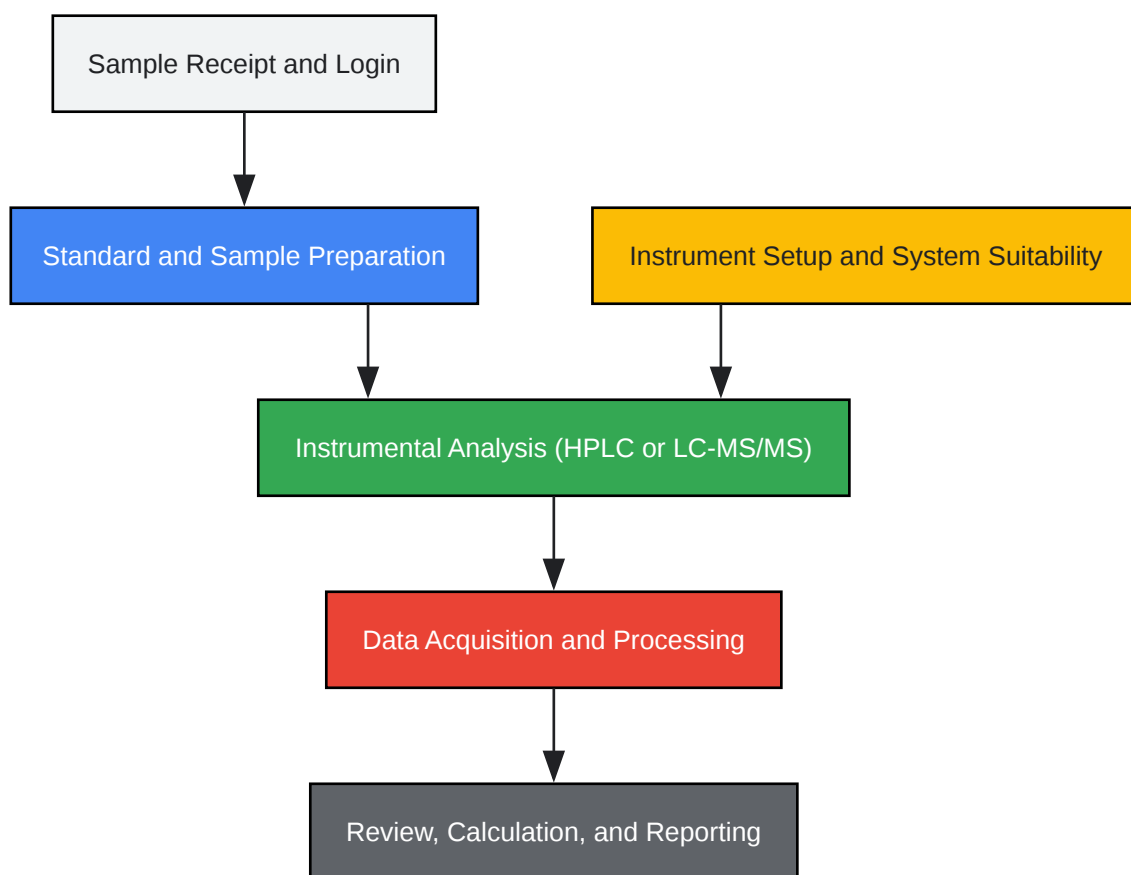 Sample Receipt and Login
Standard and Sample Preparation
Instrument Setup and System Suitability
Instrumental Analysis (HPLC or LC-MS/MS)
Data Acquisition and Processing
Review, Calculation, and Reporting